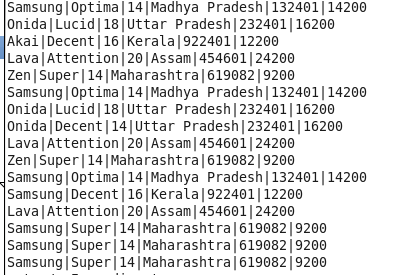 Samsung|Optima|14|Madhya Pradesh|132401|14200
Onida|Lucid|18|Uttar Pradesh|232401|16200
Akai|Decent|16|Kerala|922401|12200
Lava|Attention|20|Assam|454601|24200
Zen|Super|14|Maharashtra|619082|9200
Samsung|Optima|14|Madhya Pradesh|132401|14200
Onida|Lucid|18|Uttar Pradesh|232401|16200
Onida|Decent|14|Uttar Pradesh|232401|16200
Lava|Attention|20|Assam|454601|24200
Zen|Super|14|Maharashtra|619082|9200
Samsung|Optima|14|Madhya Pradesh|132401|14200
Samsung|Decent|16|Kerala|922401|12200
Lava|Attention|20|Assam|454601|24200
Samsung|Super|14|Maharashtra|619082|9200
Samsung|Super|14|Maharashtra|619082|9200
Samsung|Super|14|Maharashtra|619082|9200